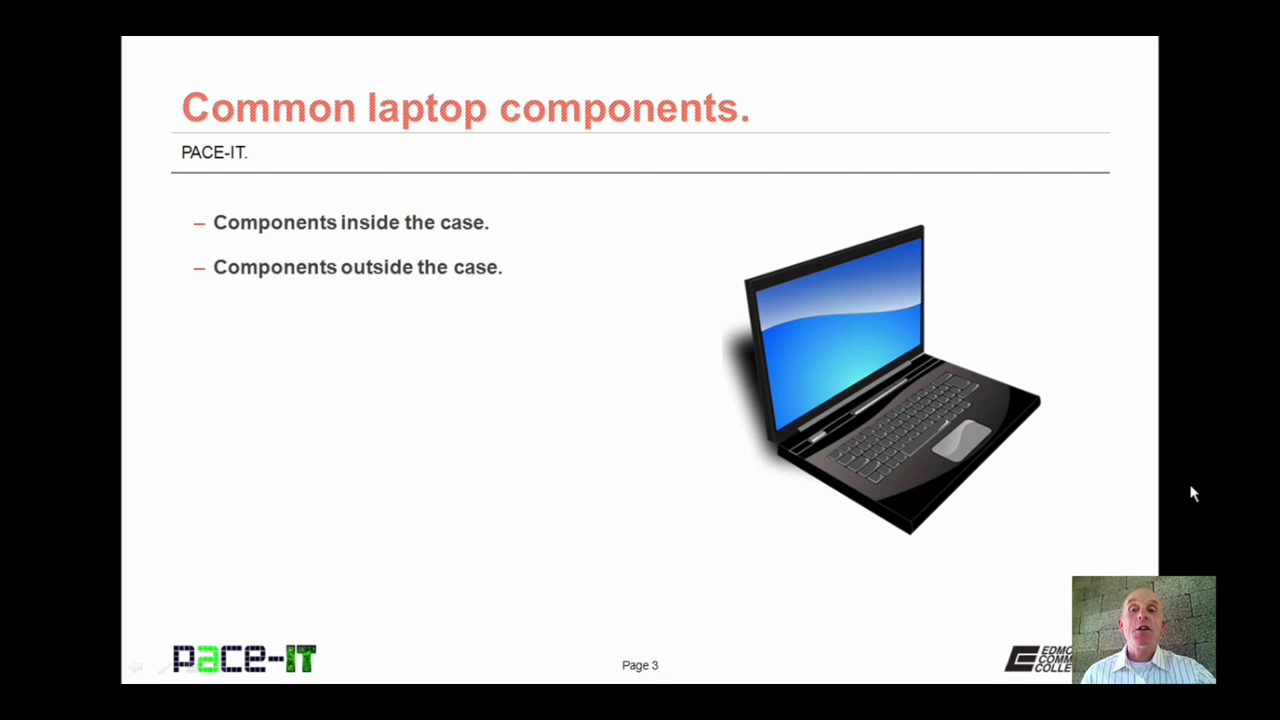 Common laptop components.
PACE-IT.
– Components inside the case.
– Components outside the case.
pace-IT
Page 3